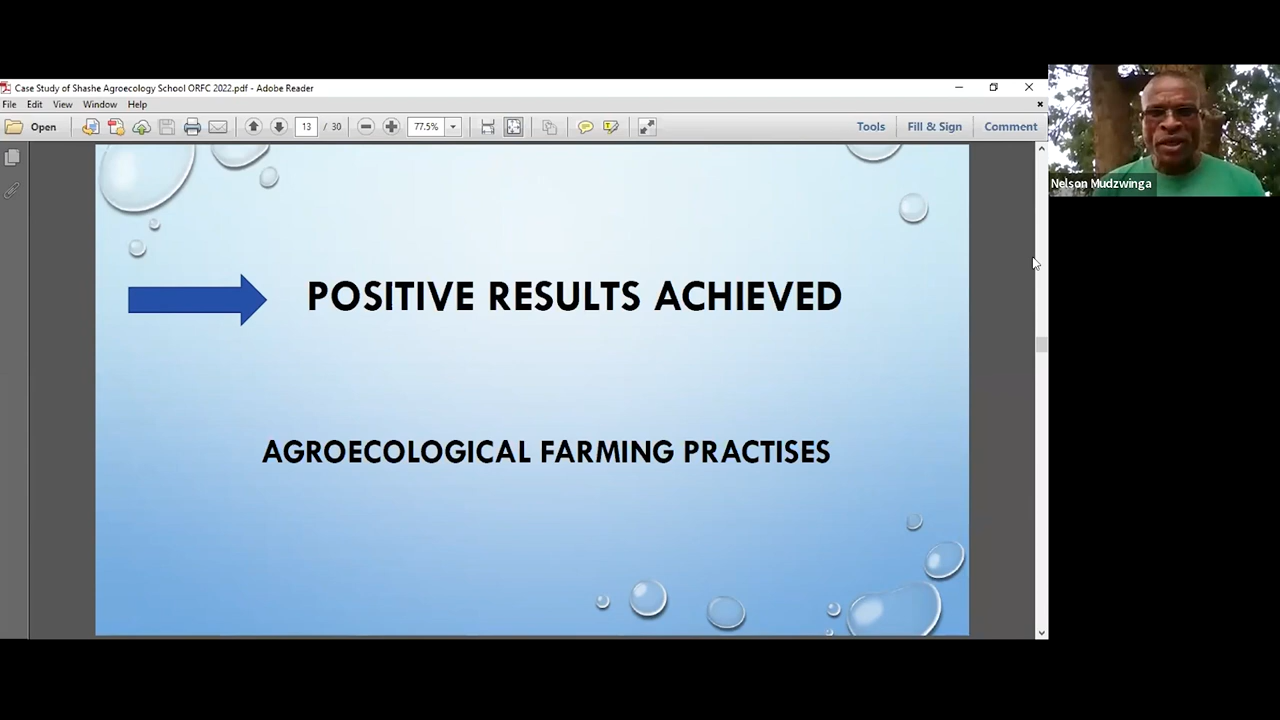 Case Study of Shashe Agroecology School ORFC 2022.pdf - Adobe Reader
File Edit View Window Help
Open 13 / 30 77.5% Tools Fill & Sign Comment
Nelson Mudzwinga
POSITIVE RESULTS ACHIEVED
AGROECOLOGICAL FARMING PRACTISES